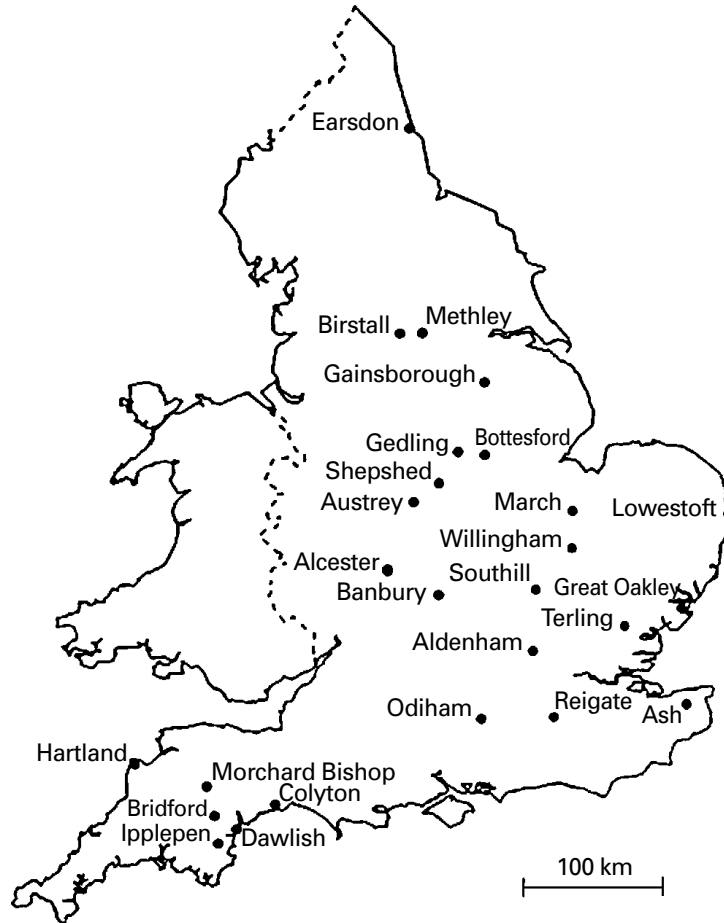 Earsdon
Birstall
Methley
Gainsborough
Gedling
Bottesford
Shepshed
Austrey
March
Lowestoft
Willingham
Alcester
Southill
Great Oakley
Banbury
Terling
Aldenham
Odiham
Reigate
Ash
Hartland
Morchard Bishop
Colyton
Bridford
Ipplepen
Dawlish
100 km